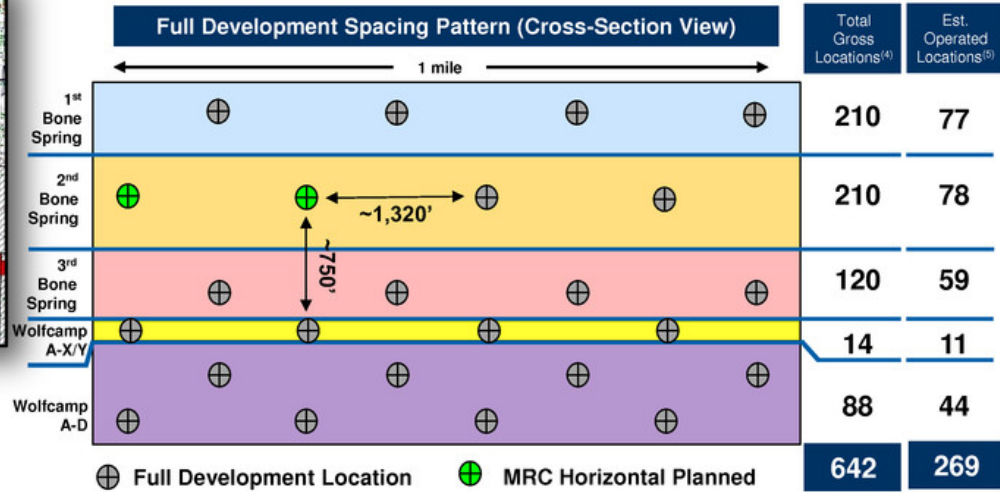 Full Development Spacing Pattern (Cross-Section View)
Total
Gross
Locations(4)
Est.
Operated
Locations(5)
1 mile
1st
Bone
Spring
210
77
2nd
Bone
Spring
~1,320'
~750'
210
78
3rd
Bone
Spring
120
59
Wolfcamp
A-X/Y
14
11
Wolfcamp
A-D
88
44
Full Development Location
MRC Horizontal Planned
642
269